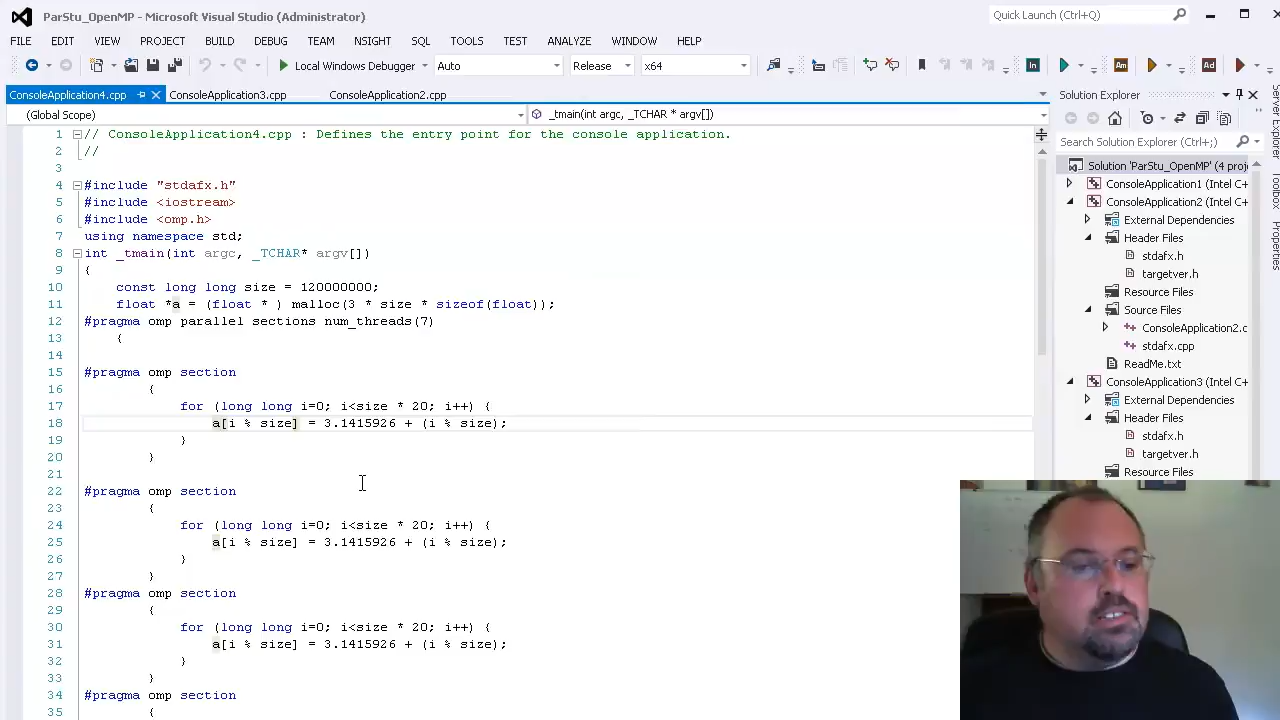 ParStu_OpenMP - Microsoft Visual Studio (Administrator)
Quick Launch (Ctrl+Q)
FILE EDIT VIEW PROJECT BUILD DEBUG TEAM NSIGHT SQL TOOLS TEST ANALYZE WINDOW HELP
Local Windows Debugger Auto Release x64 In Am Ad
ConsoleApplication4.cpp ConsoleApplication3.cpp ConsoleApplication2.cpp
(Global Scope) _tmain(int argc, _TCHAR * argv[])
1 // ConsoleApplication4.cpp : Defines the entry point for the console application.
2 //
3
4 #include "stdafx.h"
5 #include <iostream>
6 #include <omp.h>
7 using namespace std;
8 int _tmain(int argc, _TCHAR* argv[])
9 {
10 const long long size = 120000000;
11 float *a = (float * ) malloc(3 * size * sizeof(float));
12 #pragma omp parallel sections num_threads(7)
13 {
14
15 #pragma omp section
16 {
17 for (long long i=0; i<size * 20; i++) {
18 a[i % size] = 3.1415926 + (i % size);
19 }
20 }
21
22 #pragma omp section
23 {
24 for (long long i=0; i<size * 20; i++) {
25 a[i % size] = 3.1415926 + (i % size);
26 }
27 }
28 #pragma omp section
29 {
30 for (long long i=0; i<size * 20; i++) {
31 a[i % size] = 3.1415926 + (i % size);
32 }
33 }
34 #pragma omp section
35 {
Solution Explorer
Search Solution Explorer (Ctrl+;)
Solution 'ParStu_OpenMP' (4 proj
ConsoleApplication1 (Intel C+
ConsoleApplication2 (Intel C+
External Dependencies
Header Files
stdafx.h
targetver.h
Resource Files
Source Files
ConsoleApplication2.c
stdafx.cpp
ReadMe.txt
ConsoleApplication3 (Intel C+
External Dependencies
Header Files
stdafx.h
targetver.h
Resource Files
Server Explorer
Toolbox
Properties